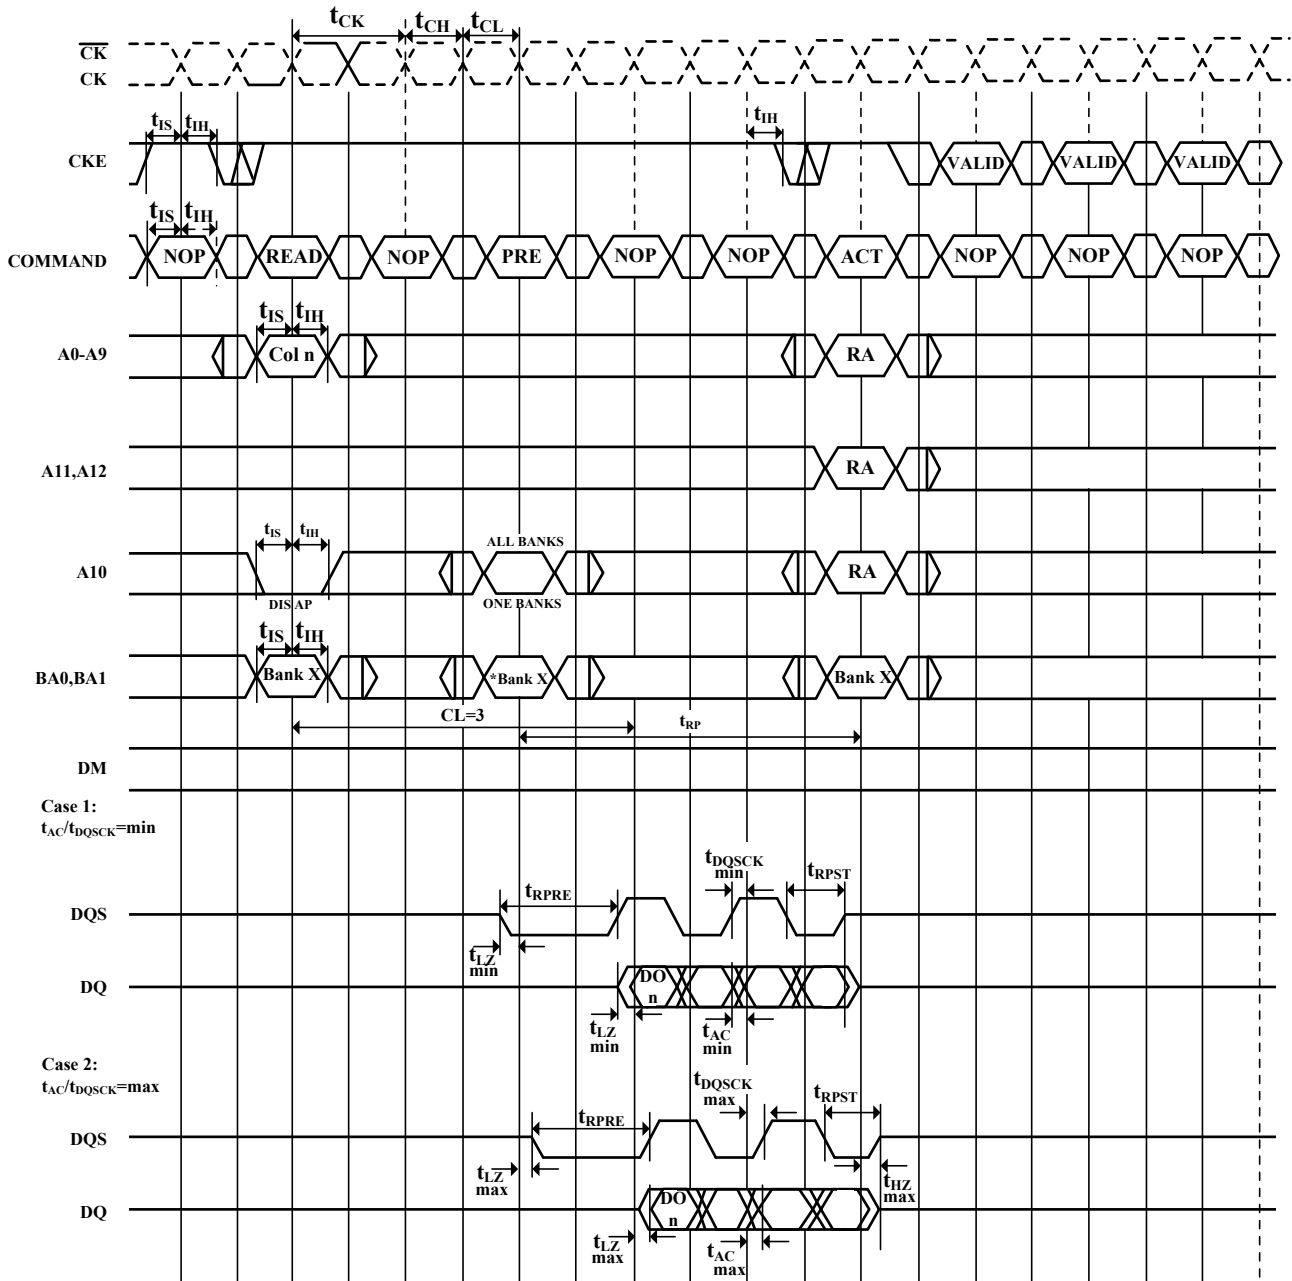 tCK tCH tCL
CK
CK
tIS tIH tIH
CKE VALID VALID VALID
tIS tIH
COMMAND NOP READ NOP PRE NOP NOP ACT NOP NOP NOP
tIS tIH
A0-A9 Col n RA
A11,A12 RA
tIS tIH ALL BANKS
A10 RA
DIS AP ONE BANKS
tIS tIH
BA0,BA1 Bank X *Bank X Bank X
CL=3 tRP
DM
Case 1:
tAC/tDQSCK=min
tDQSCK min tRPST
tRPRE
DQS
tLZ min
DQ DO n
tLZ min tAC min
Case 2:
tAC/tDQSCK=max
tDQSCK max tRPST
tRPRE
DQS
tLZ max tHZ max
DQ DO n
tLZ max tAC max